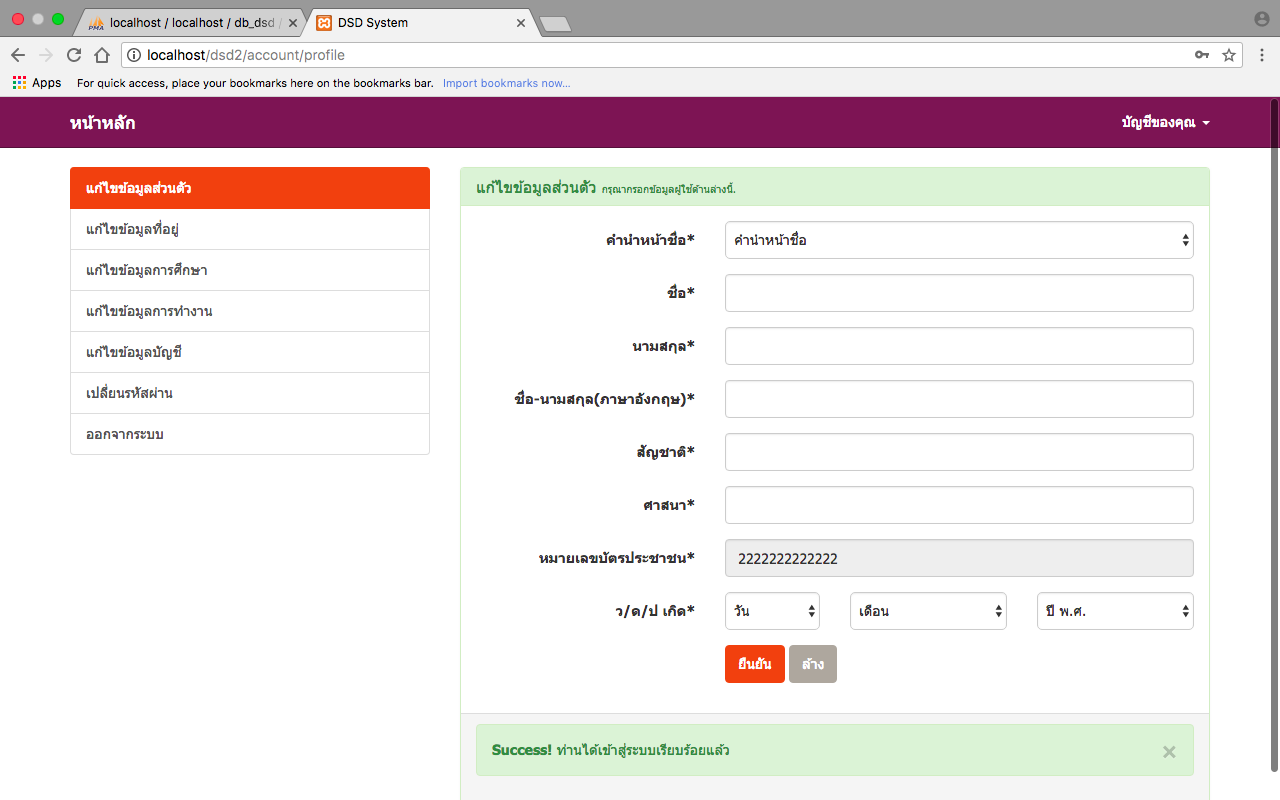 localhost / localhost / db_dsd
DSD System
localhost/dsd2/account/profile
Apps For quick access, place your bookmarks here on the bookmarks bar. Import bookmarks now...
หน้าหลัก
บัญชีของคุณ
แก้ไขข้อมูลส่วนตัว
แก้ไขข้อมูลที่อยู่
แก้ไขข้อมูลการศึกษา
แก้ไขข้อมูลการทำงาน
แก้ไขข้อมูลบัญชี
เปลี่ยนรหัสผ่าน
ออกจากระบบ
แก้ไขข้อมูลส่วนตัว กรุณากรอกข้อมูลผู้ใช้ด้านล่างนี้.
คำนำหน้าชื่อ* คำนำหน้าชื่อ
ชื่อ*
นามสกุล*
ชื่อ-นามสกุล(ภาษาอังกฤษ)*
สัญชาติ*
ศาสนา*
หมายเลขบัตรประชาชน* 2222222222222
ว/ด/ป เกิด* วัน เดือน ปี พ.ศ.
ยืนยัน ล้าง
Success! ท่านได้เข้าสู่ระบบเรียบร้อยแล้ว ×